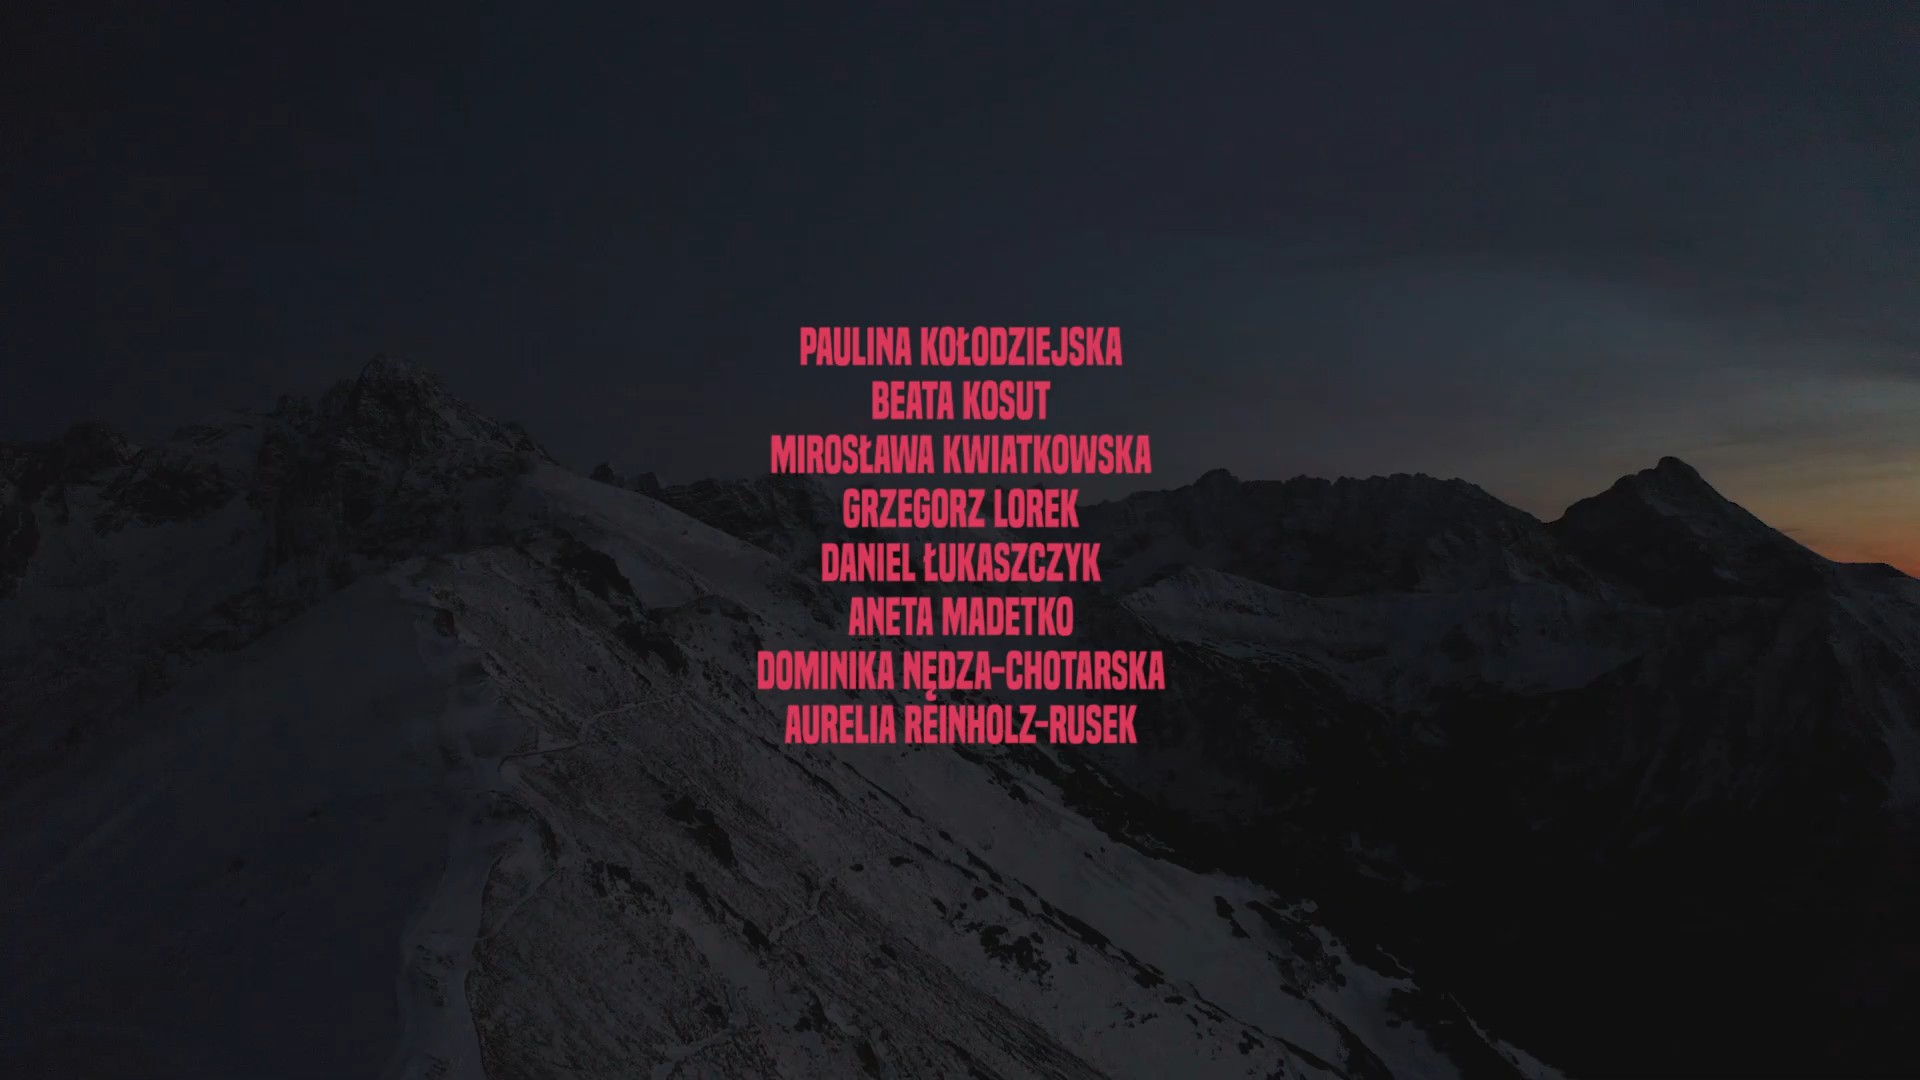 PAULINA KOŁODZIEJSKA
BEATA KOSUT
MIROSŁAWA KWIATKOWSKA
GRZEGORZ LOREK
DANIEL ŁUKASZCZYK
ANETA MADETKO
DOMINIKA NĘDZA-CHOTARSKA
AURELIA REINHOLZ-RUSEK